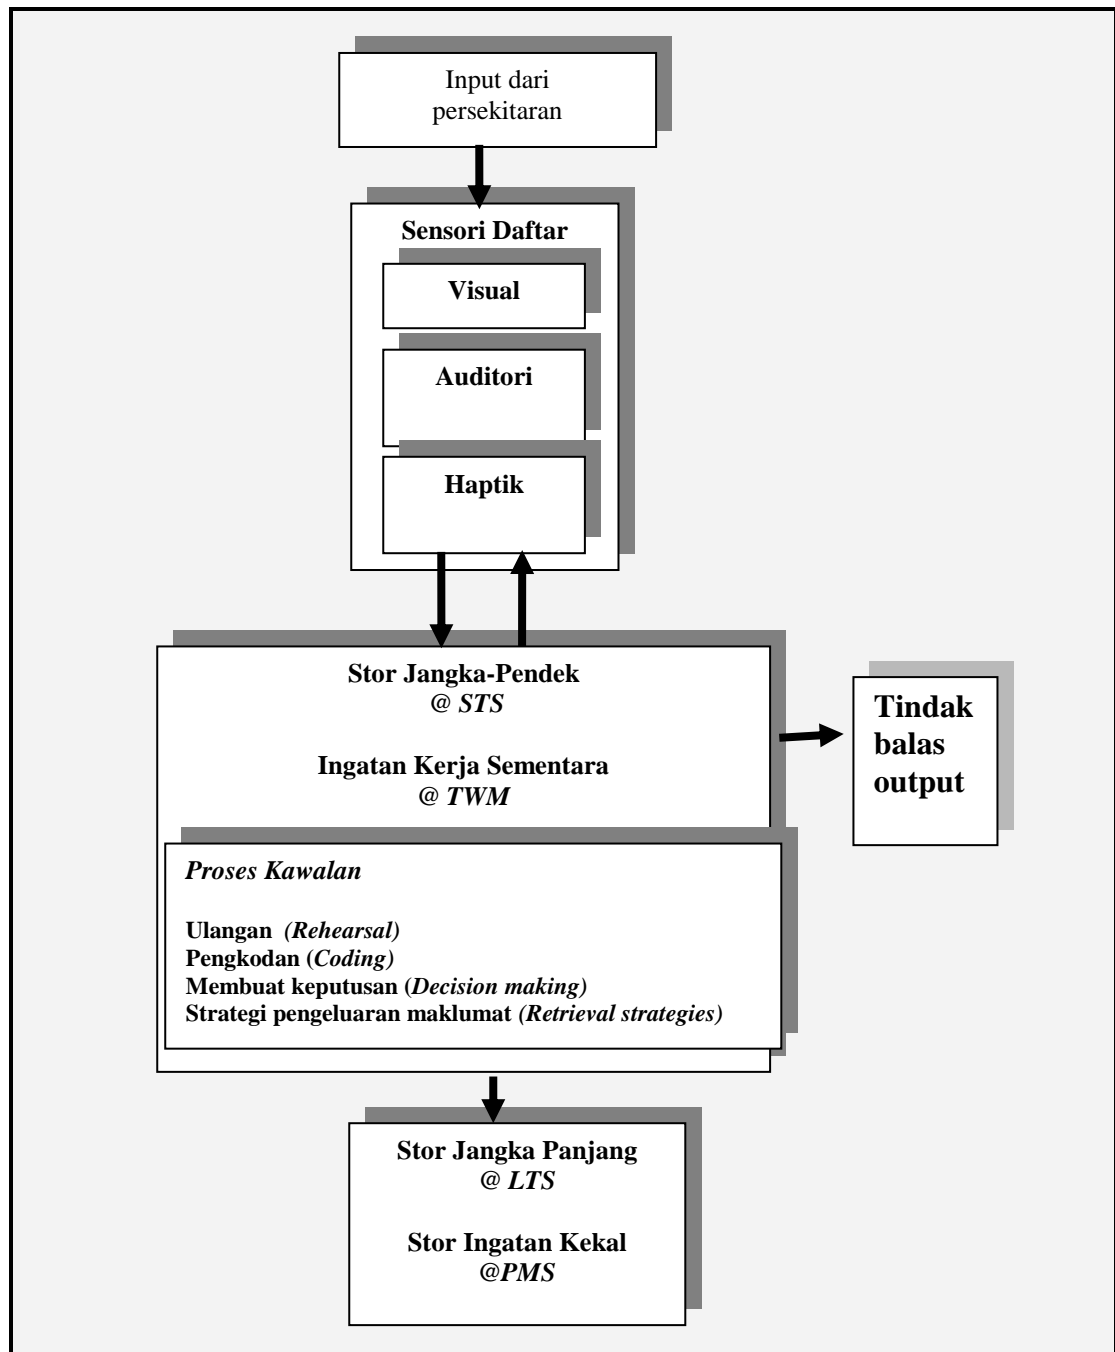 Input dari
persekitaran
Sensori Daftar
Visual
Auditori
Haptik
Stor Jangka-Pendek
@ STS
Ingatan Kerja Sementara
@ TWM
Tindak
balas
output
Proses Kawalan
Ulangan (Rehearsal)
Pengkodan (Coding)
Membuat keputusan (Decision making)
Strategi pengeluaran maklumat (Retrieval strategies)
Stor Jangka Panjang
@ LTS
Stor Ingatan Kekal
@PMS